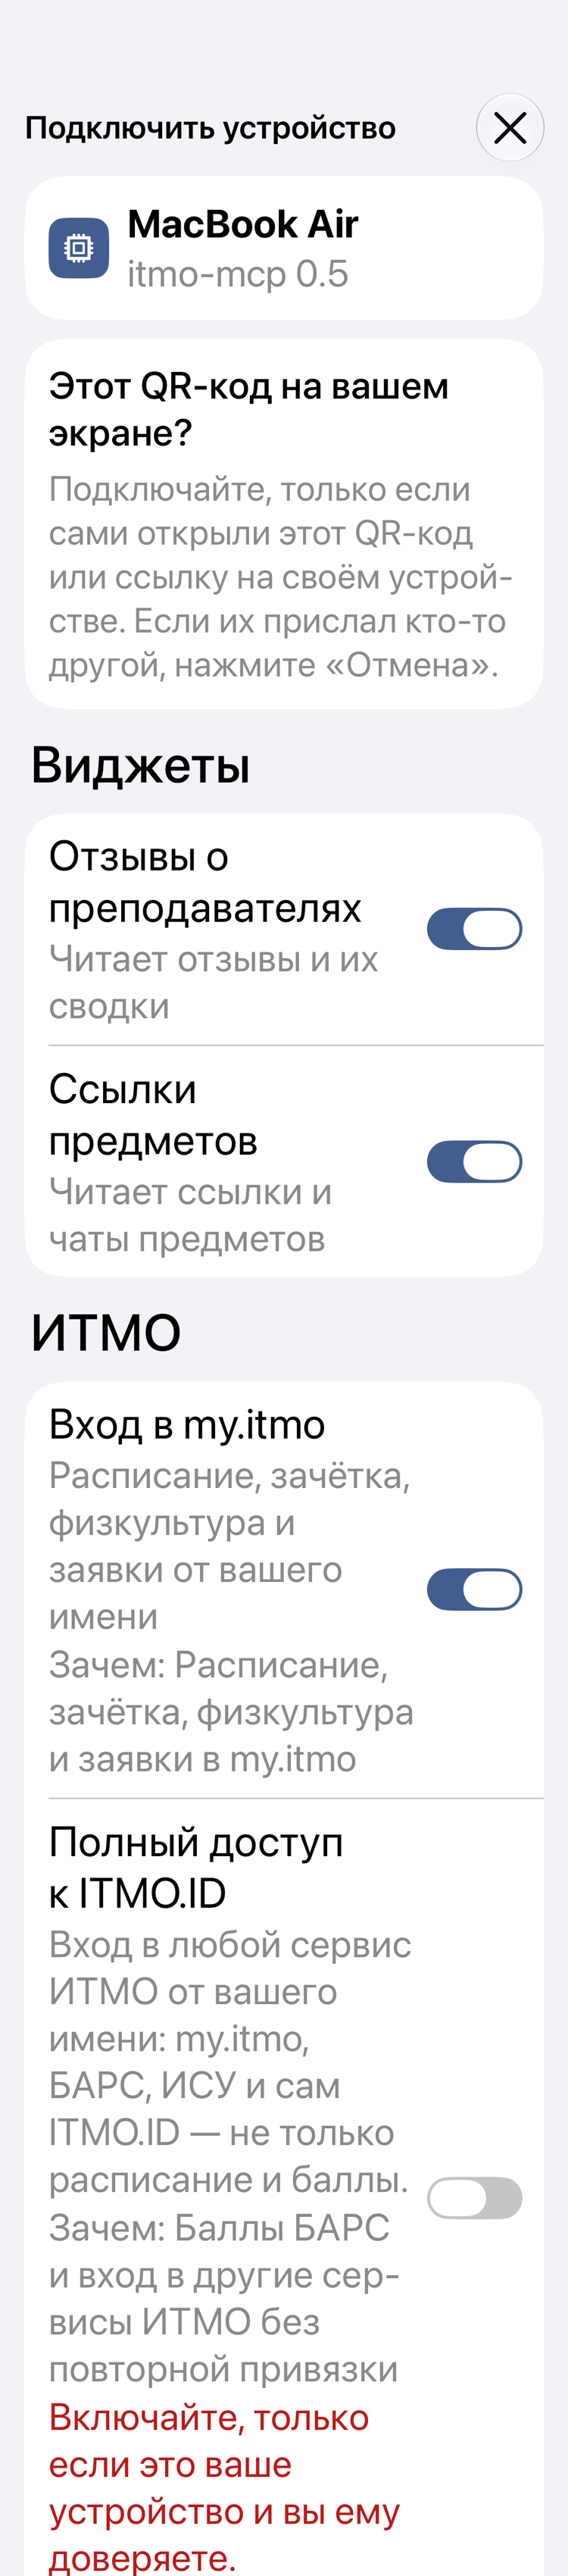 Подключить устройство
MacBook Air
itmo-mcp 0.5
Этот QR-код на вашем
экране?
Подключайте, только если
сами открыли этот QR-код
или ссылку на своём устрой-
стве. Если их прислал кто-то
другой, нажмите «Отмена».
Виджеты
Отзывы о
преподавателях
Читает отзывы и их
сводки
Ссылки
предметов
Читает ссылки и
чаты предметов
ИТМО
Вход в my.itmo
Расписание, зачётка,
физкультура и
заявки от вашего
имени
Зачем: Расписание,
зачётка, физкультура
и заявки в my.itmo
Полный доступ
к ITMO.ID
Вход в любой сервис
ИТМО от вашего
имени: my.itmo,
БАРС, ИСУ и сам
ITMO.ID — не только
расписание и баллы.
Зачем: Баллы БАРС
и вход в другие сер-
висы ИТМО без
повторной привязки
Включайте, только
если это ваше
устройство и вы ему
доверяете.